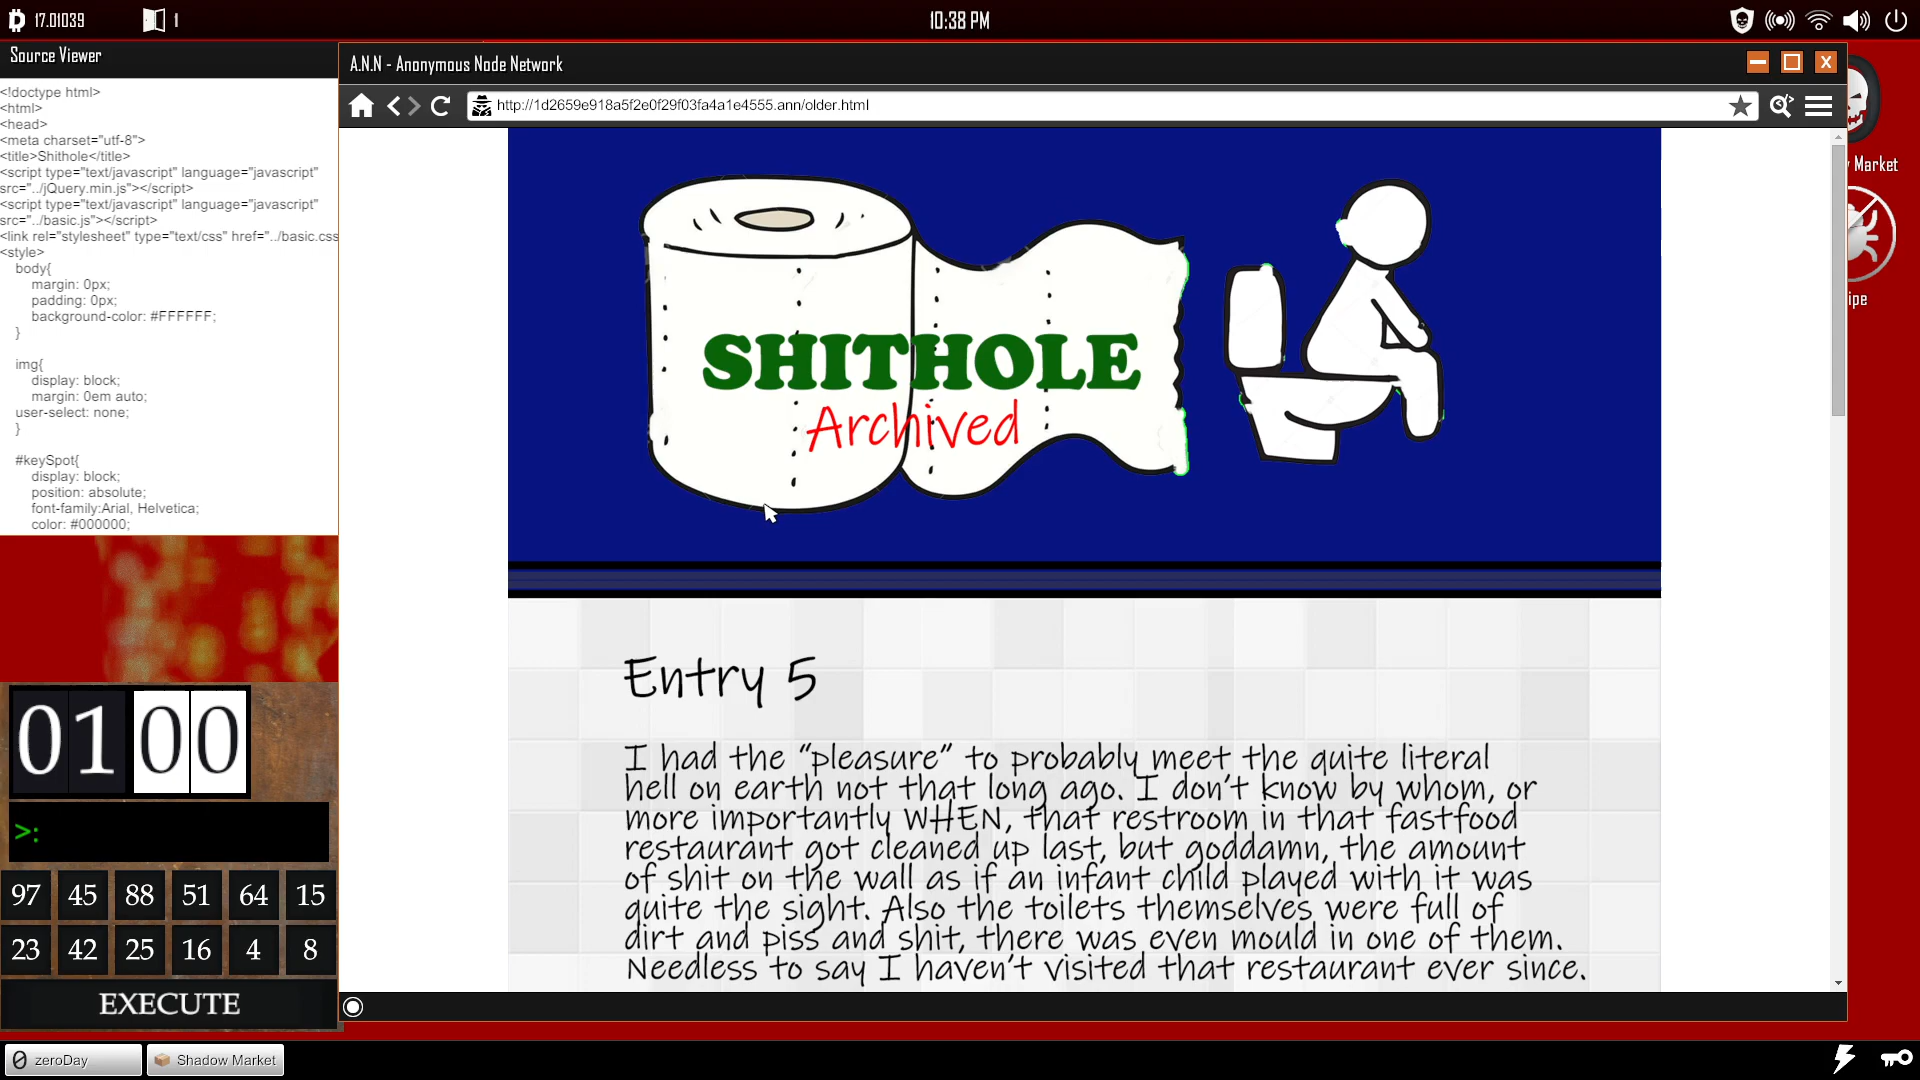 17.01039
1
10:38 PM
Source Viewer
<!doctype html>
<html>
<head>
<meta charset="utf-8">
<title>Shithole</title>
<script type="text/javascript" language="javascript"
src="../jQuery.min.js"></script>
<script type="text/javascript" language="javascript"
src="../basic.js"></script>
<link rel="stylesheet" type="text/css" href="../basic.css
<style>
body{
margin: 0px;
padding: 0px;
background-color: #FFFFFF;
}
img{
display: block;
margin: 0em auto;
user-select: none;
}
#keySpot{
display: block;
position: absolute;
font-family:Arial, Helvetica;
color: #000000;
A.N.N - Anonymous Node Network
http://1d2659e918a5f2e0f29f03fa4a1e4555.ann/older.html
SHITHOLE
Archived
Entry 5
I had the “pleasure” to probably meet the quite literal
hell on earth not that long ago. I don't know by whom, or
more importantly WHEN, that restroom in that fastfood
restaurant got cleaned up last, but goddamn, the amount
of shit on the wall as if an infant child played with it was
quite the sight. Also the toilets themselves were full of
dirt and piss and shit, there was even mould in one of them.
Needless to say I haven't visited that restaurant ever since.
Market
ipe
01 00
>:
97 45 88 51 64 15
23 42 25 16 4 8
EXECUTE
zeroDay
Shadow Market